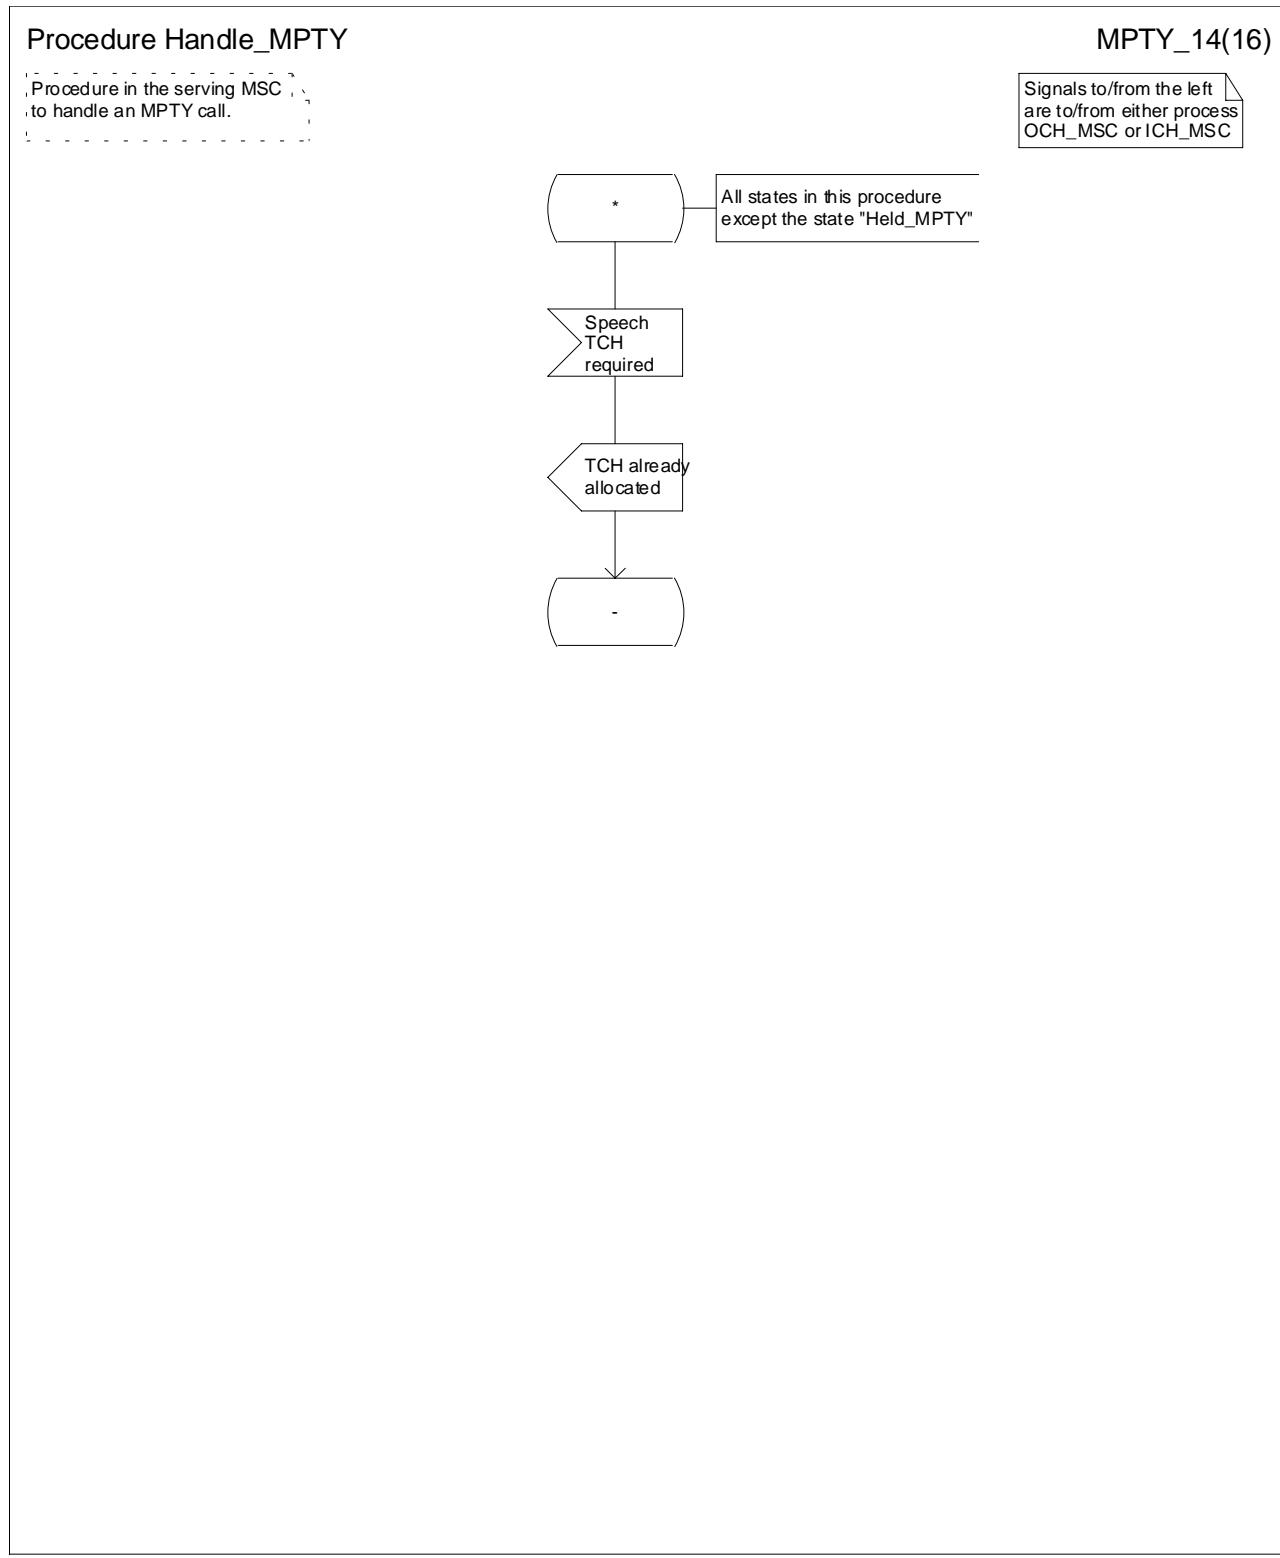 Procedure Handle_MPTY
MPTY_14(16)
Procedure in the serving MSC
to handle an MPTY call.
Signals to/from the left
are to/from either process
OCH_MSC or ICH_MSC
*
All states in this procedure
except the state "Held_MPTY"
Speech
TCH
required
TCH already
allocated
-